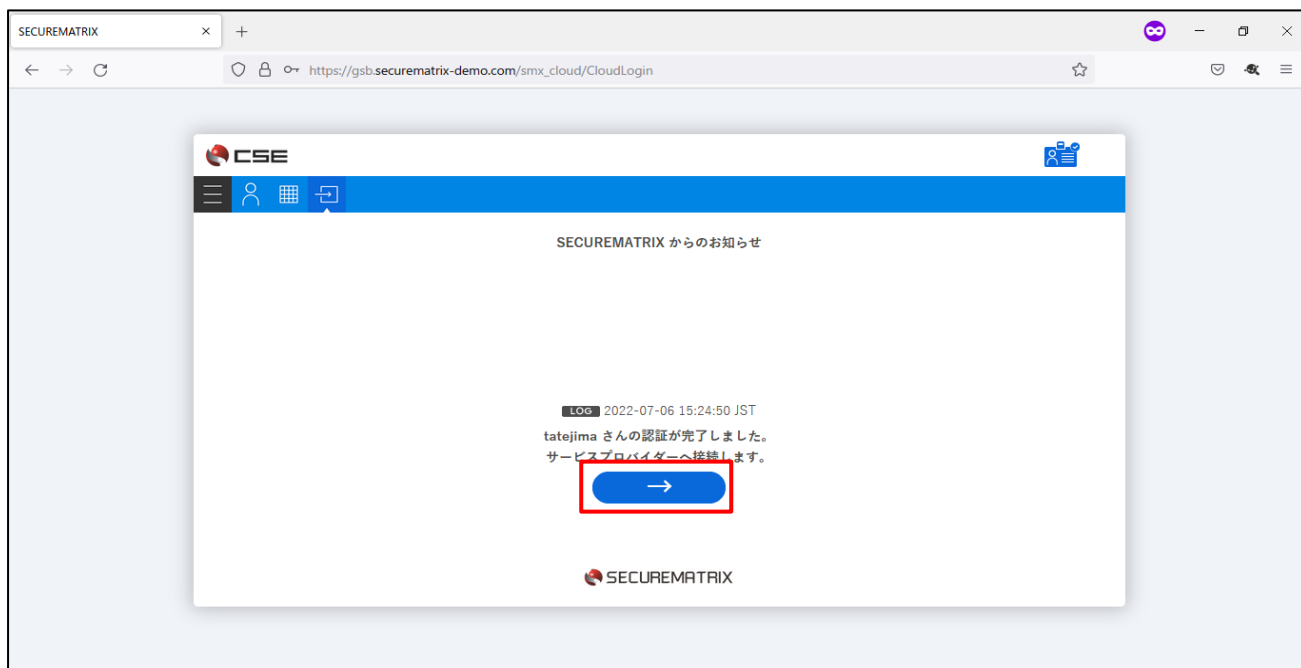 SECUREMATRIX
https://gsb.securematrix-demo.com/smx_cloud/CloudLogin
CSE
SECUREMATRIX からのお知らせ
LOG 2022-07-06 15:24:50 JST
tatejima さんの認証が完了しました。
サービスプロバイダーへ接続します。
SECUREMATRIX